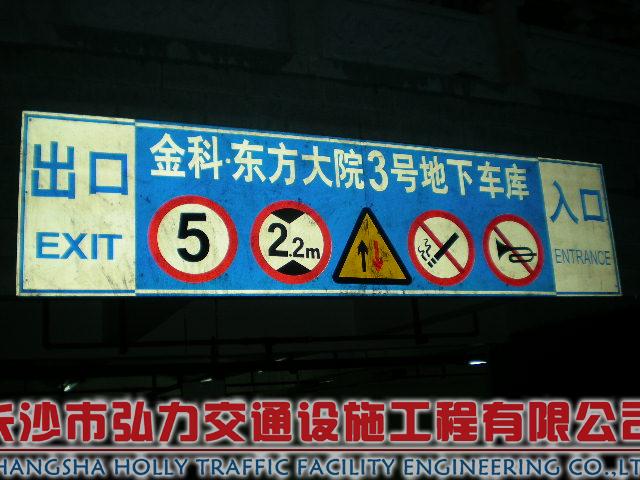 金科·东方大院3号地下车库
出口
EXIT
5
2.2m
入口
ENTRANCE
长沙市弘力交通设施工程有限公司
HANGSHA HOLLY TRAFFIC FACILITY ENGINEERING CO.,LT